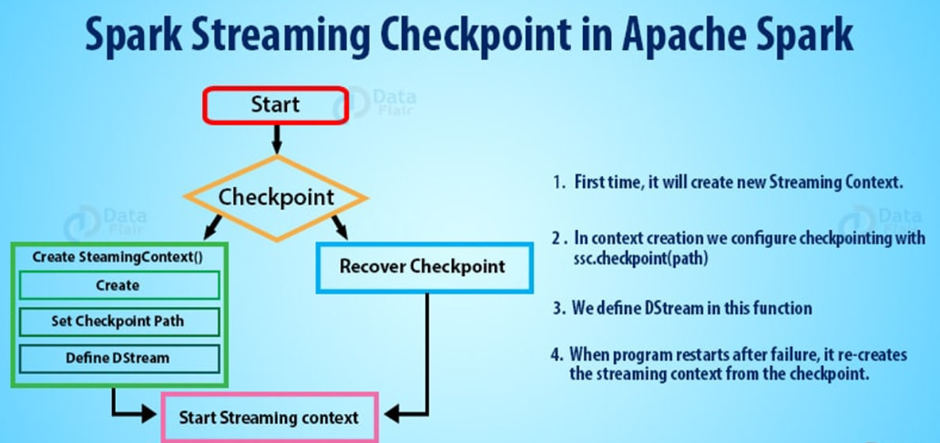 Spark Streaming Checkpoint in Apache Spark
Start
Data
Flair
Checkpoint
Data
Flair
Create SteamingContext()
Create
Set Checkpoint Path
Define DStream
Recover Checkpoint
Start Streaming context
1. First time, it will create new Streaming Context.
Data
Flair
2 . In context creation we configure checkpointing with
ssc.checkpoint(path)
3. We define DStream in this function
4. When program restarts after failure, it re-creates
the streaming context from the checkpoint.